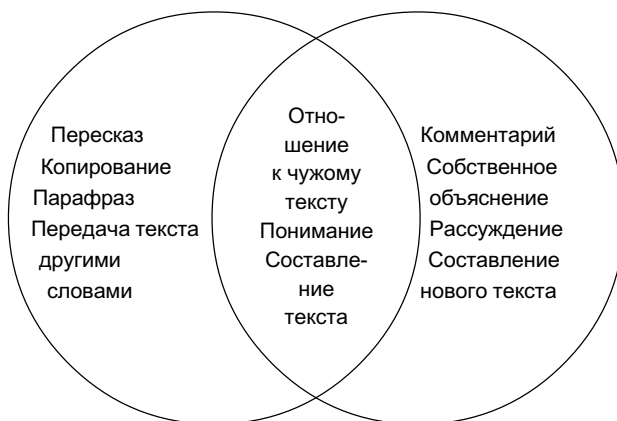 Пересказ
Копирование
Парафраз
Передача текста
другими
словами
Отно-
шение
к чужому
тексту
Понимание
Составле-
ние
текста
Комментарий
Собственное
объяснение
Рассуждение
Составление
нового текста